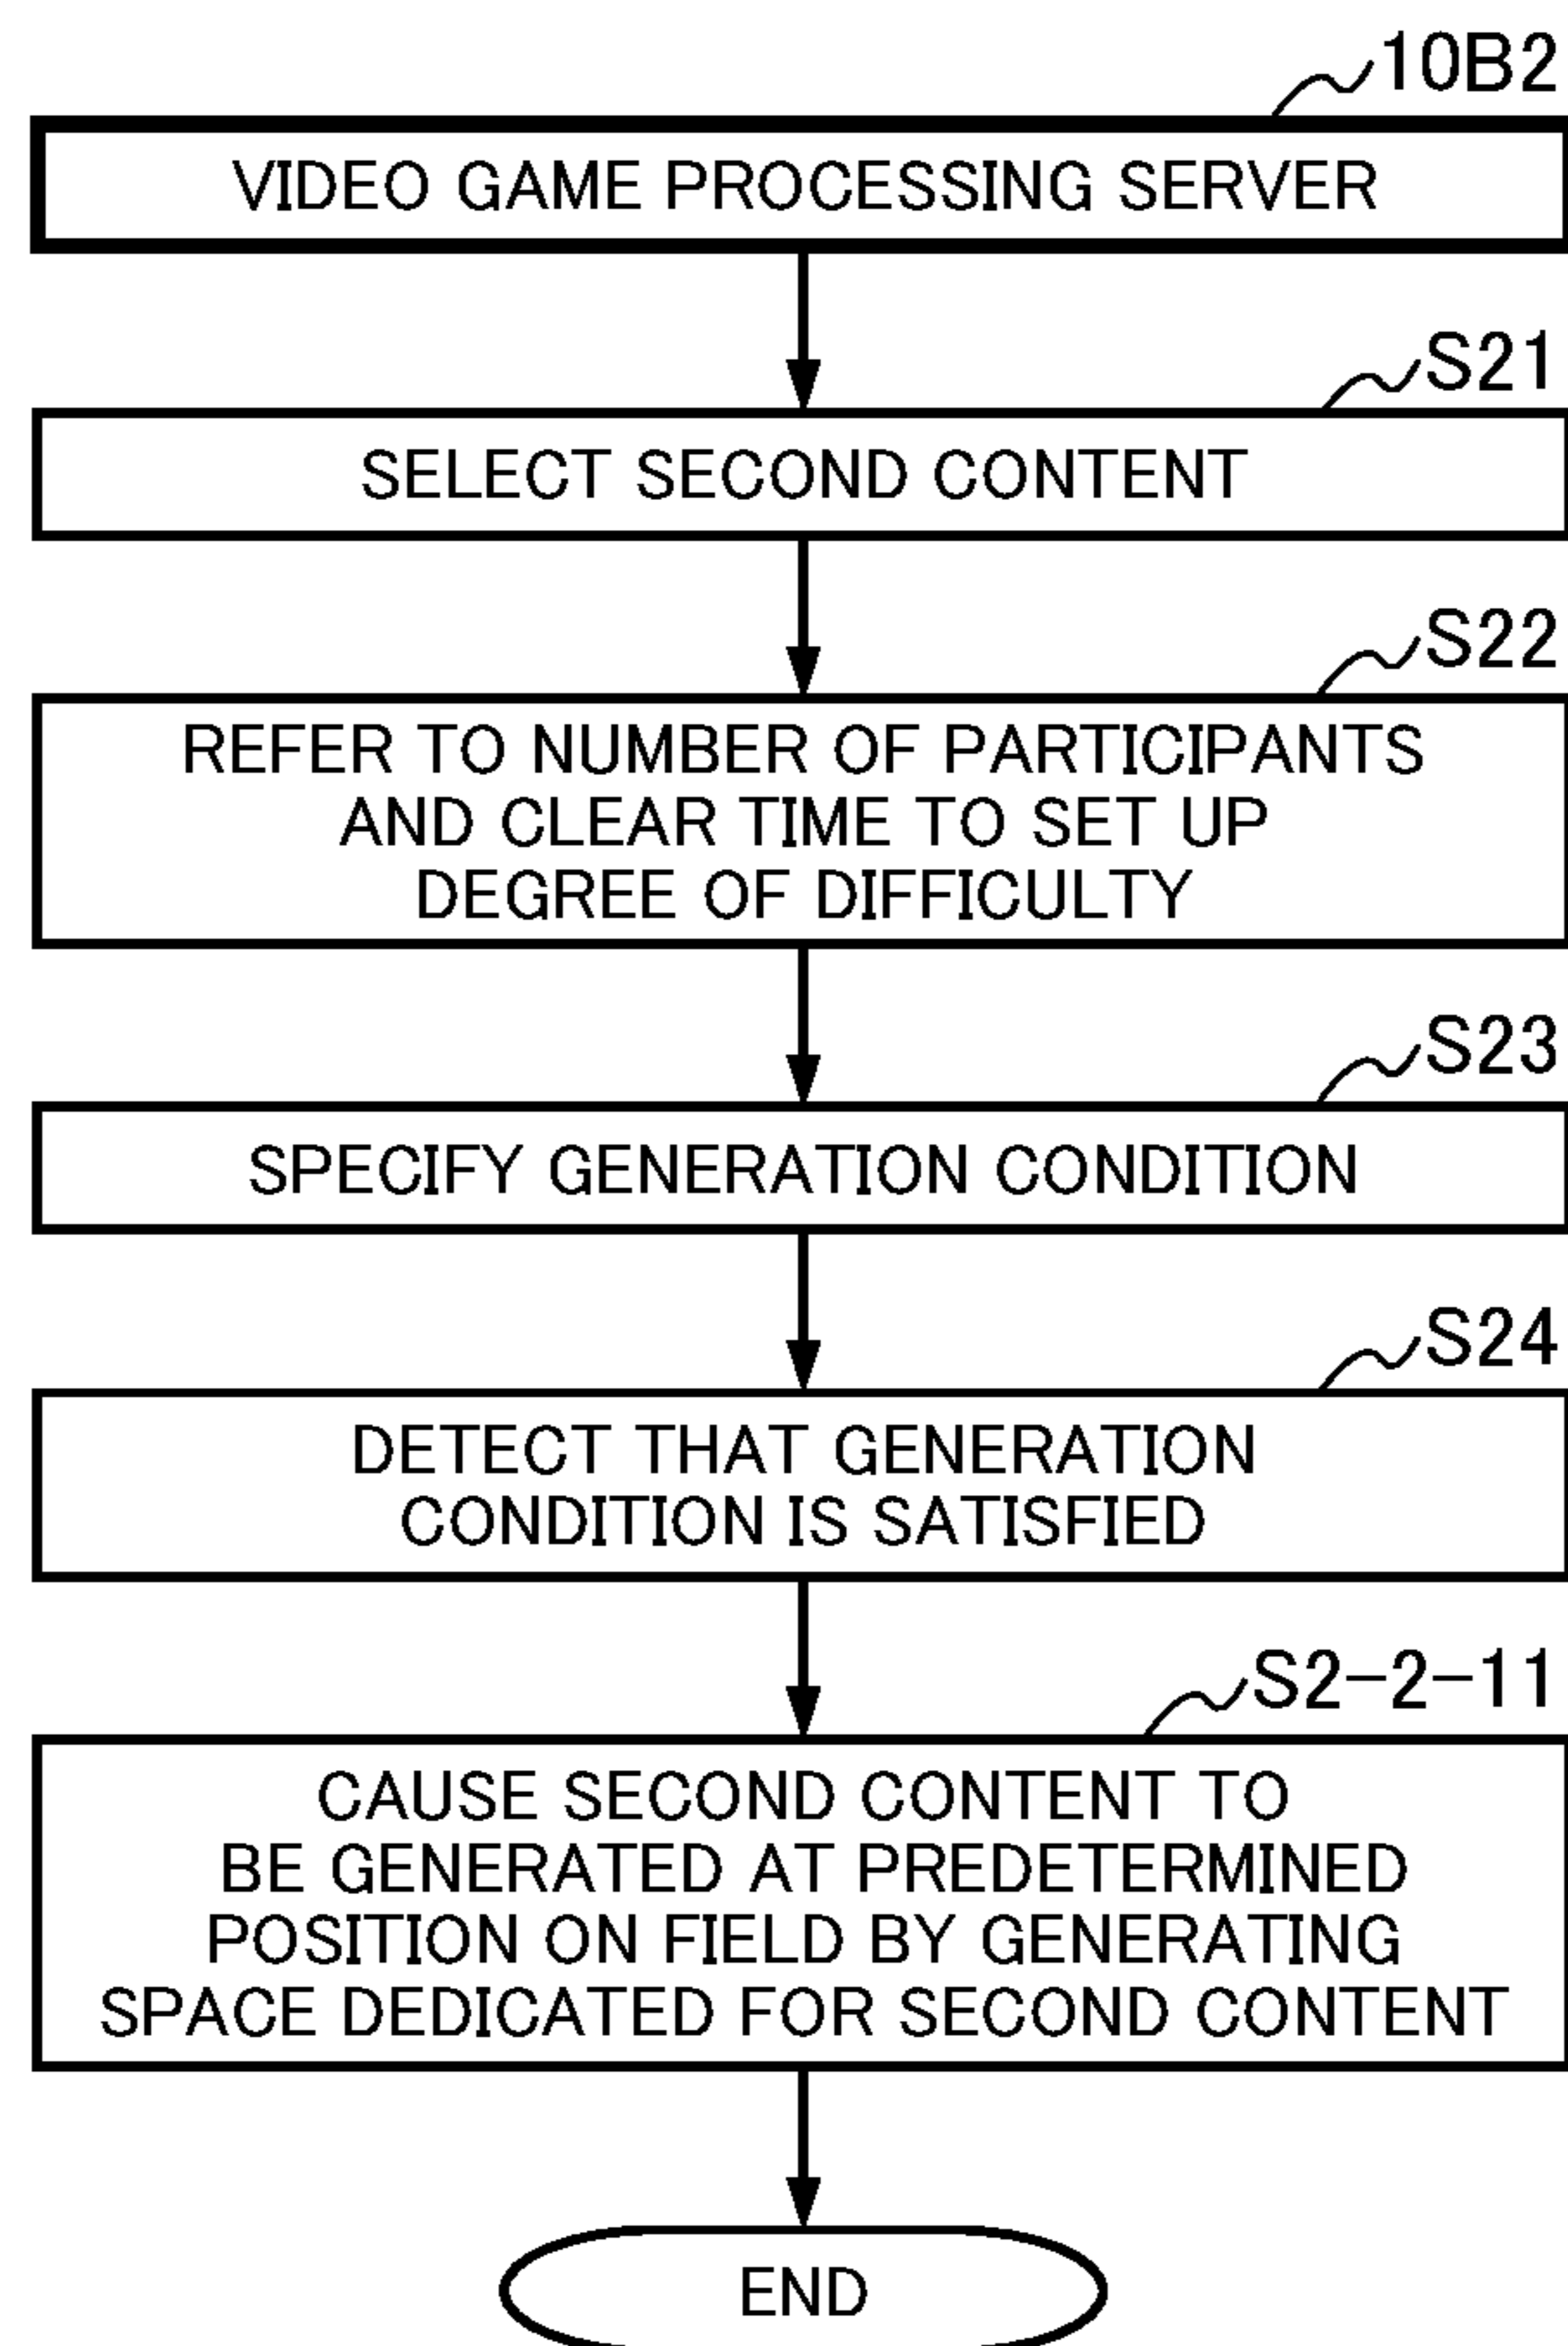 10B2
VIDEO GAME PROCESSING SERVER
S21
SELECT SECOND CONTENT
S22
REFER TO NUMBER OF PARTICIPANTS
AND CLEAR TIME TO SET UP
DEGREE OF DIFFICULTY
S23
SPECIFY GENERATION CONDITION
S24
DETECT THAT GENERATION
CONDITION IS SATISFIED
S2-2-11
CAUSE SECOND CONTENT TO
BE GENERATED AT PREDETERMINED
POSITION ON FIELD BY GENERATING
SPACE DEDICATED FOR SECOND CONTENT
END